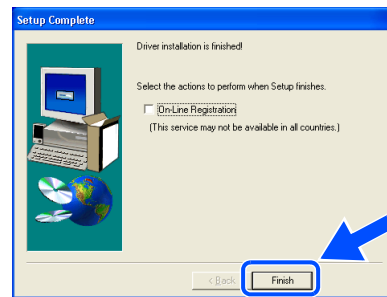 Setup Complete
Driver installation is finished!
Select the actions to perform when Setup finishes.
On-Line Registration
(This service may not be available in all countries.)
< Back
Finish